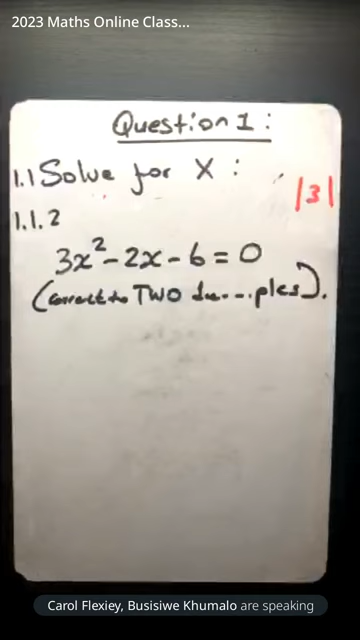 2023 Maths Online Class...
Question 1 :
1.1 Solve for X :
|3|
1.1.2
3x² - 2x - 6 = 0
(correct to TWO
Carol Flexiey, Busisiwe Khumalo are speaking